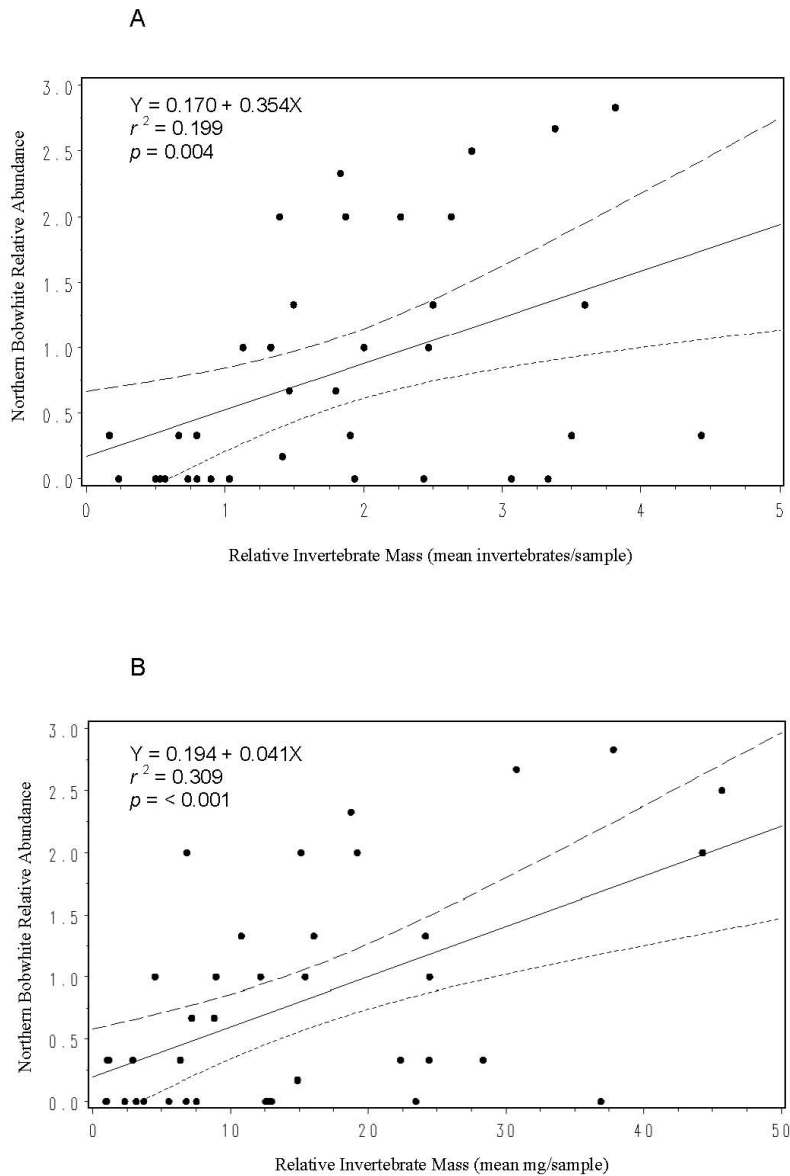 A
Y = 0.170 + 0.354X
r ² = 0.199
p = 0.004
Northern Bobwhite Relative Abundance
3.0
2.5
2.0
1.5
1.0
0.5
0.0
0 1 2 3 4 5
Relative Invertebrate Mass (mean invertebrates/sample)
B
Y = 0.194 + 0.041X
r ² = 0.309
p = < 0.001
Northern Bobwhite Relative Abundance
3.0
2.5
2.0
1.5
1.0
0.5
0.0
0 10 20 30 40 50
Relative Invertebrate Mass (mean mg/sample)